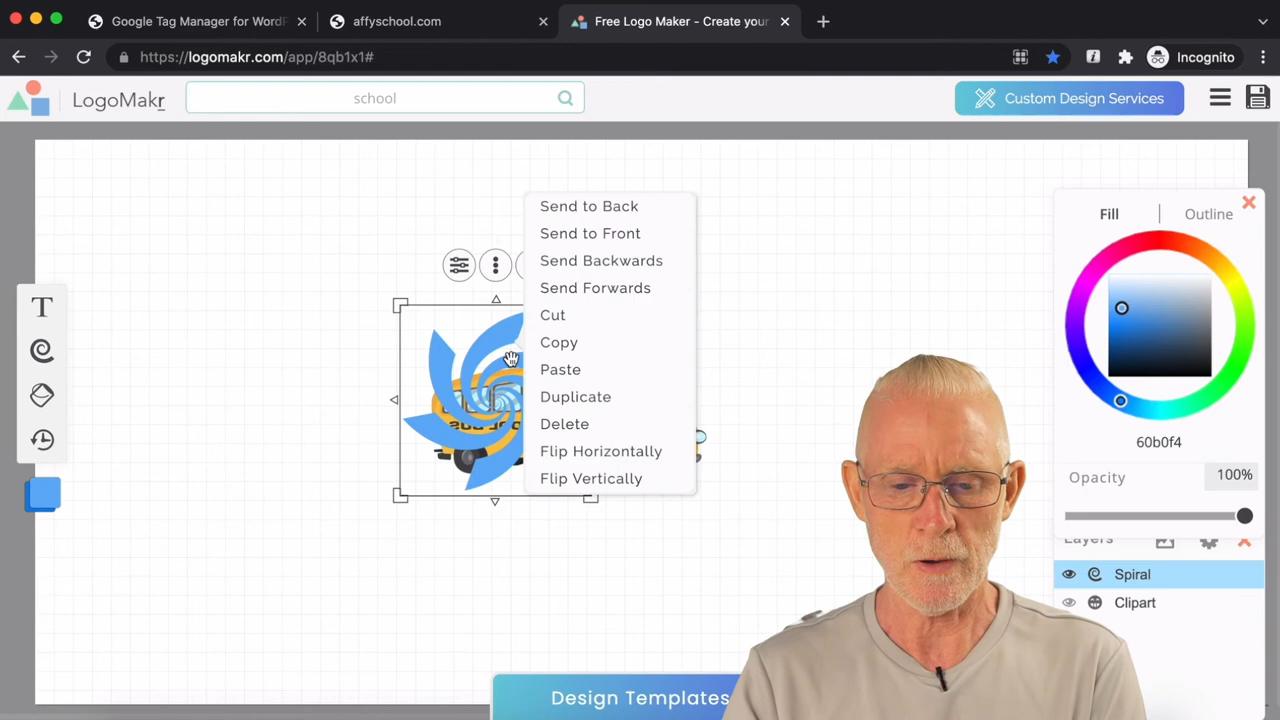 Google Tag Manager for WordPr
affyschool.com
Free Logo Maker - Create your
https://logomakr.com/app/8qb1x1#
Incognito
LogoMakr
school
Custom Design Services
Send to Back
Send to Front
Send Backwards
Send Forwards
Cut
Copy
Paste
Duplicate
Delete
Flip Horizontally
Flip Vertically
Fill
Outline
60b0f4
Opacity
100%
Layers
Spiral
Clipart
T
Design Templates